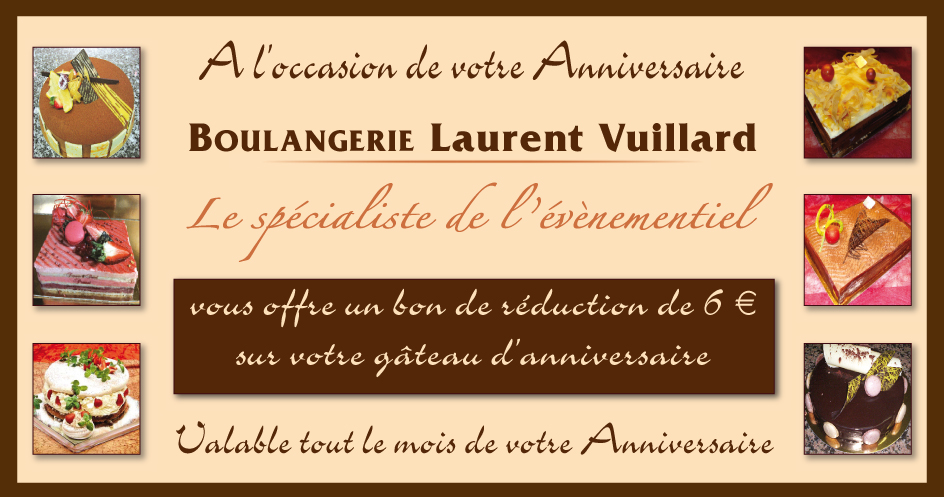 A l'occasion de votre Anniversaire
BOULANGERIE Laurent Vuillard
Le spécialiste de l'évènementiel
vous offre un bon de réduction de 6 €
sur votre gâteau d'anniversaire
Valable tout le mois de votre Anniversaire